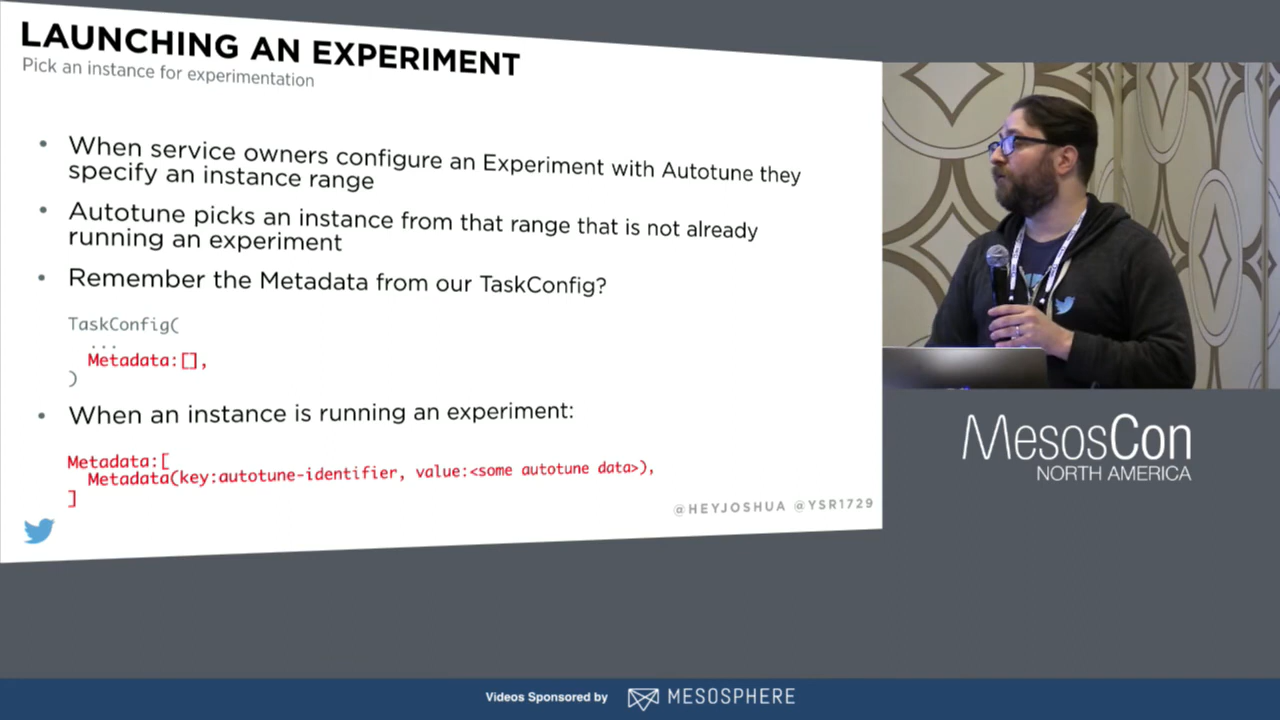 LAUNCHING AN EXPERIMENT
Pick an instance for experimentation
• When service owners configure an Experiment with Autotune they
specify an instance range
• Autotune picks an instance from that range that is not already
running an experiment
• Remember the Metadata from our TaskConfig?
TaskConfig(
...
Metadata:[],
)
• When an instance is running an experiment:
Metadata:[
Metadata(key:autotune-identifier, value:<some autotune data>),
]
@HEYJOSHUA @YSR1729
MesosCon
NORTH AMERICA
Videos Sponsored by
MESOSPHERE